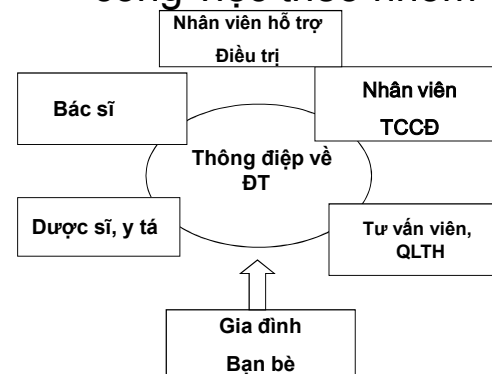 Nhân viên hỗ trợ
Điều trị
Bác sĩ
Nhân viên
TCCĐ
Thông điệp về
ĐT
Dược sĩ, y tá
Tư vấn viên,
QLTH
Gia đình
Bạn bè